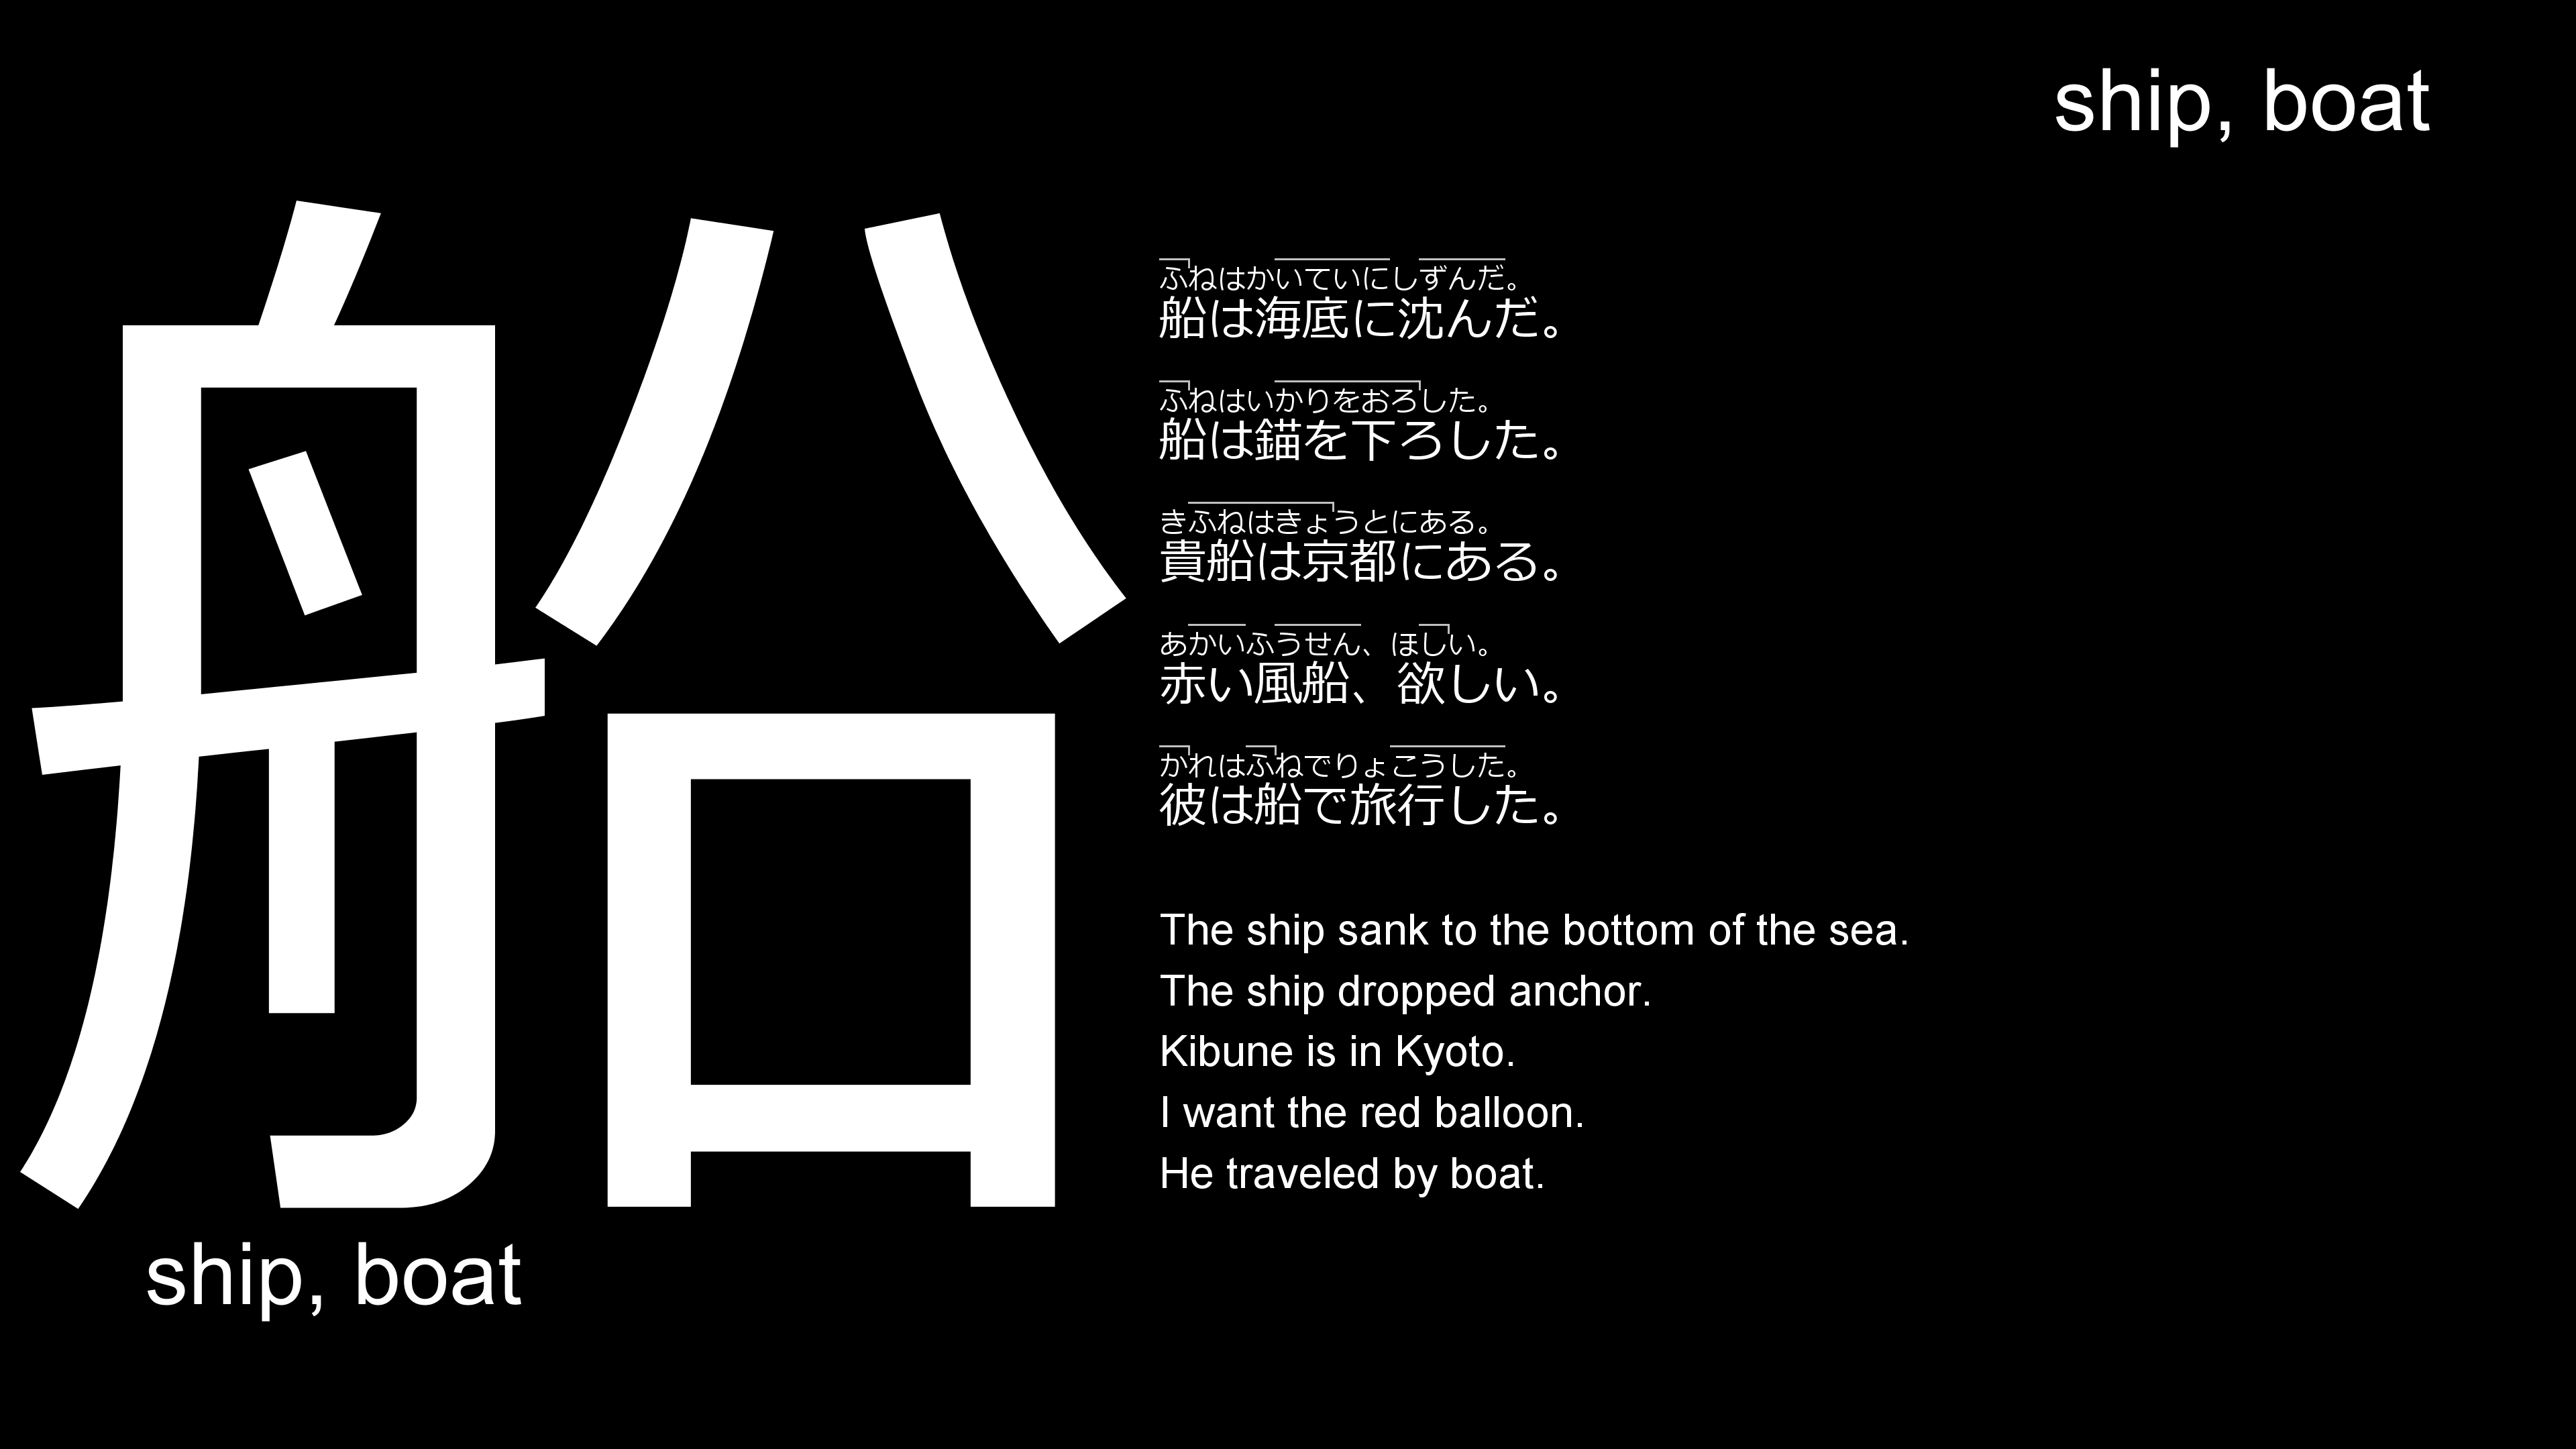 ship, boat
船
ふねはかいていにしずんだ。
船は海底に沈んだ。
ふねはいかりをおろした。
船は錨を下ろした。
きふねはきょうとにある。
貴船は京都にある。
あかいふうせん、ほしい。
赤い風船、欲しい。
かれはふねでりょこうした。
彼は船で旅行した。
The ship sank to the bottom of the sea.
The ship dropped anchor.
Kibune is in Kyoto.
I want the red balloon.
He traveled by boat.
ship, boat